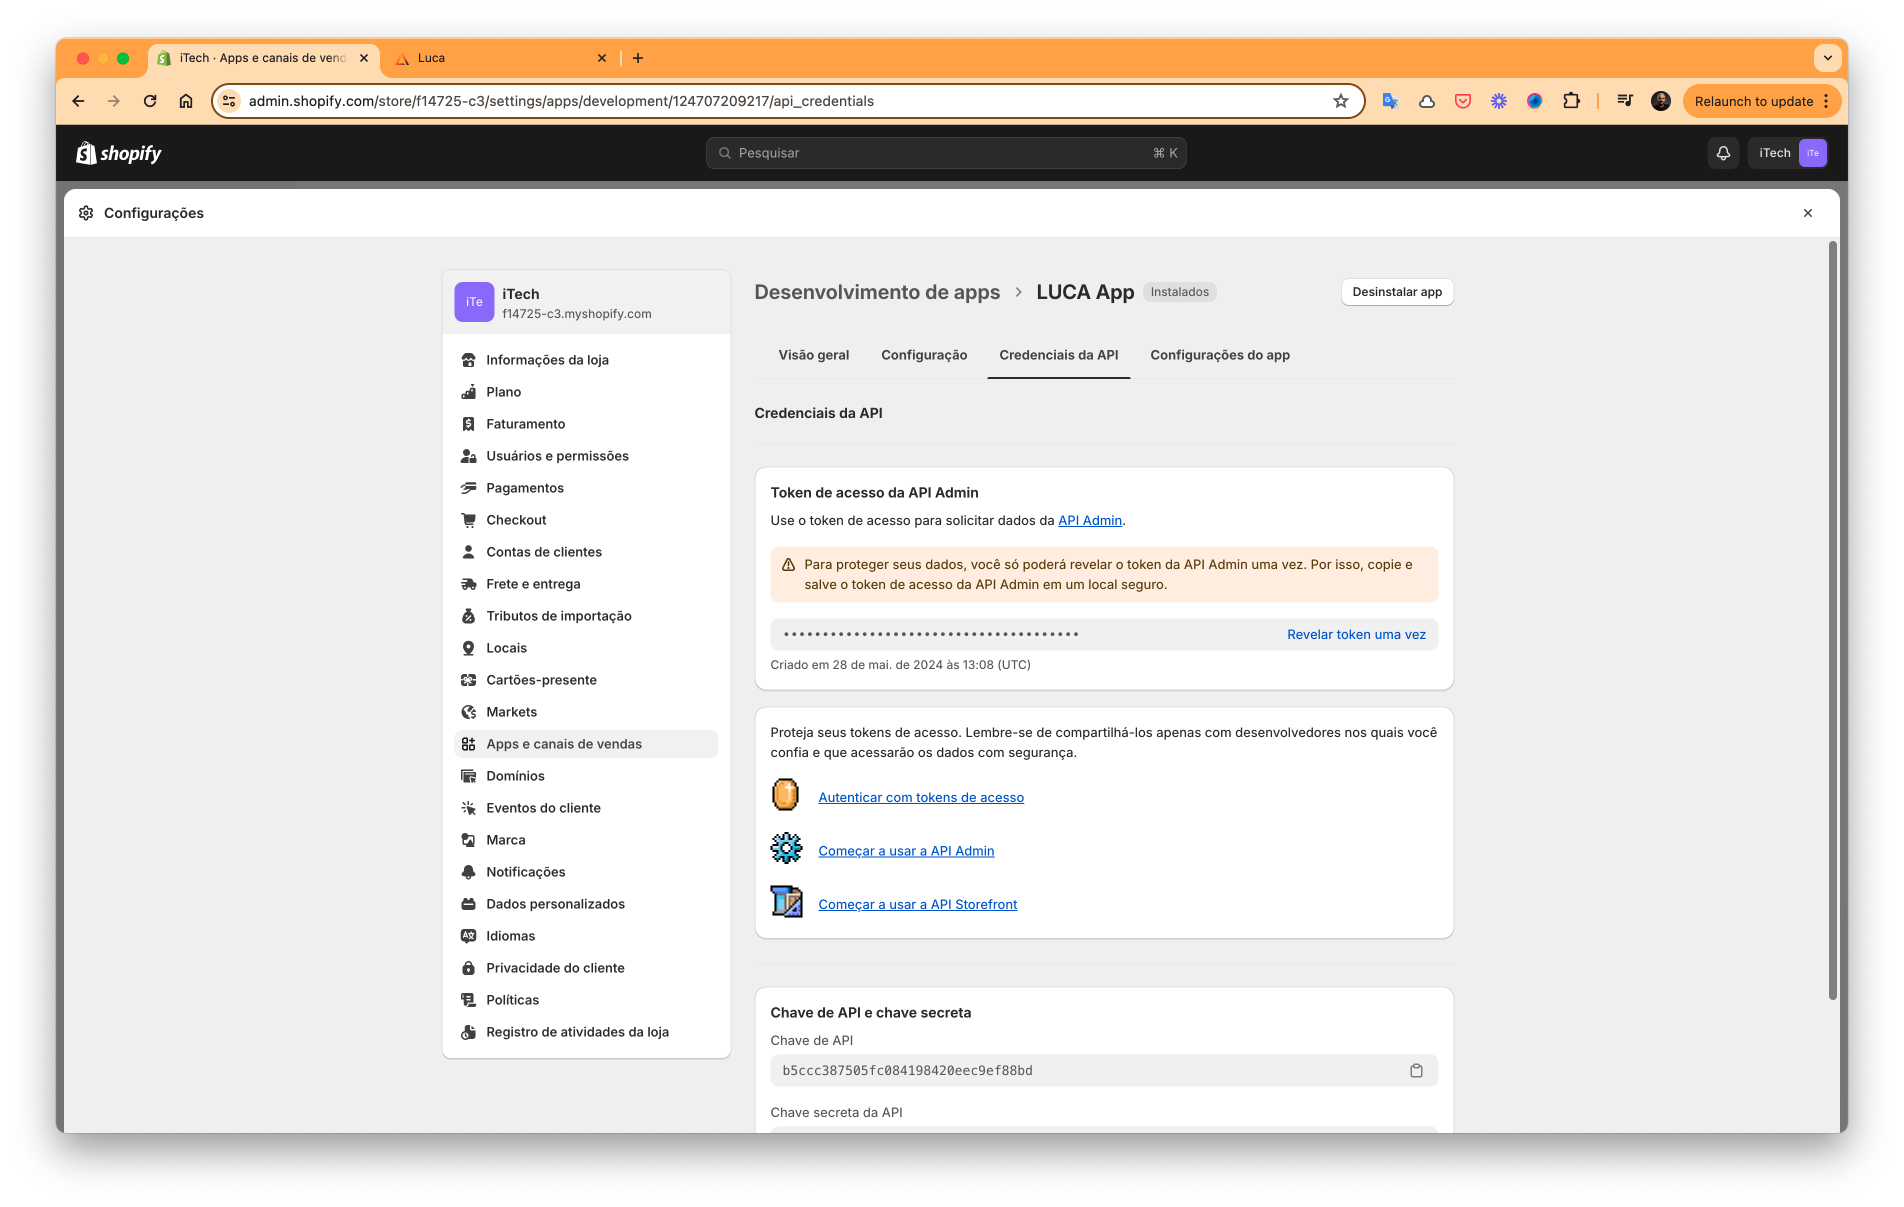 iTech · Apps e canais de vend
Luca
admin.shopify.com/store/f14725-c3/settings/apps/development/124707209217/api_credentials
Relaunch to update
shopify
Pesquisar
⌘ K
iTech
iTe
Configurações
iTe
iTech
f14725-c3.myshopify.com
Informações da loja
Plano
Faturamento
Usuários e permissões
Pagamentos
Checkout
Contas de clientes
Frete e entrega
Tributos de importação
Locais
Cartões-presente
Markets
Apps e canais de vendas
Domínios
Eventos do cliente
Marca
Notificações
Dados personalizados
Idiomas
Privacidade do cliente
Políticas
Registro de atividades da loja
Desenvolvimento de apps > LUCA App Instalados
Desinstalar app
Visão geral
Configuração
Credenciais da API
Configurações do app
Credenciais da API
Token de acesso da API Admin
Use o token de acesso para solicitar dados da API Admin.
Para proteger seus dados, você só poderá revelar o token da API Admin uma vez. Por isso, copie e
salve o token de acesso da API Admin em um local seguro.
••••••••••••••••••••••••••••••••••••••
Revelar token uma vez
Criado em 28 de mai. de 2024 às 13:08 (UTC)
Proteja seus tokens de acesso. Lembre-se de compartilhá-los apenas com desenvolvedores nos quais você
confia e que acessarão os dados com segurança.
Autenticar com tokens de acesso
Começar a usar a API Admin
Começar a usar a API Storefront
Chave de API e chave secreta
Chave de API
b5ccc387505fc084198420eec9ef88bd
Chave secreta da API